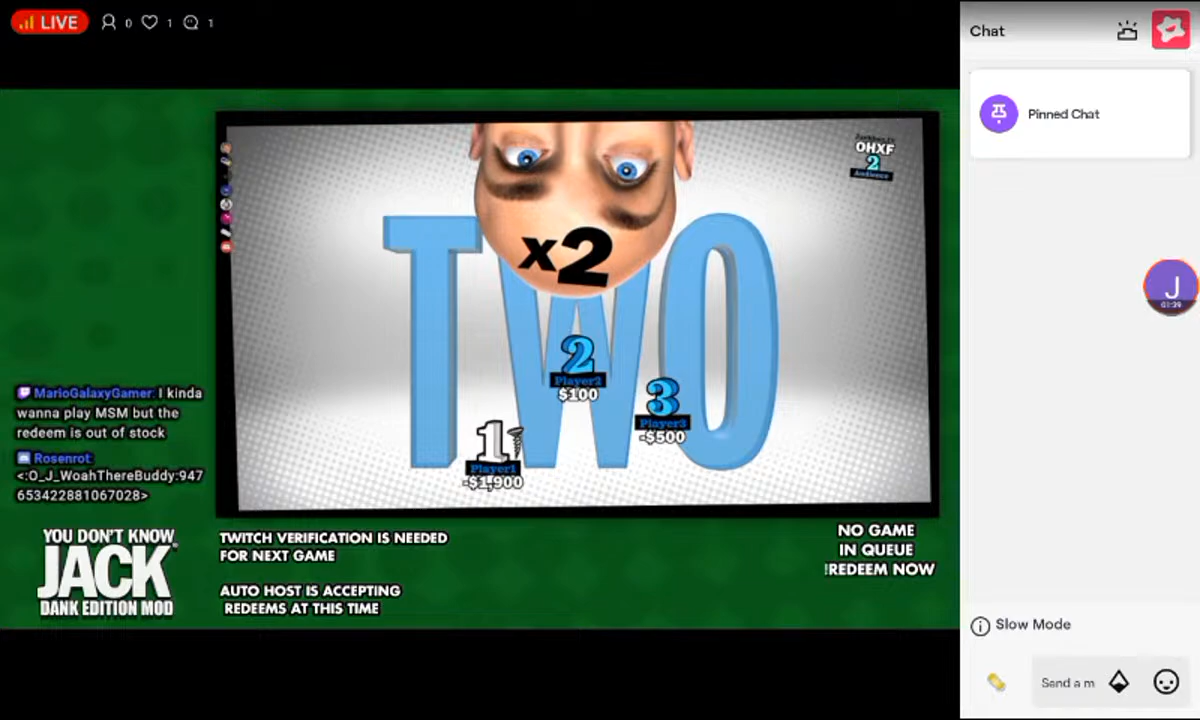 LIVE 0 1 1
Chat
Pinned Chat
OHXF
2
Audience
TWO
x2
2
Player2
$100
3
Player3
-$500
1
Player1
-$1,900
J
01:39
MarioGalaxyGamer: I kinda
wanna play MSM but the
redeem is out of stock
Rosenrot:
<:O_J_WoahThereBuddy:947
653422881067028>
YOU DON'T KNOW
JACK
DANK EDITION MOD
TWITCH VERIFICATION IS NEEDED
FOR NEXT GAME
AUTO HOST IS ACCEPTING
REDEEMS AT THIS TIME
NO GAME
IN QUEUE
!REDEEM NOW
Slow Mode
Send a m